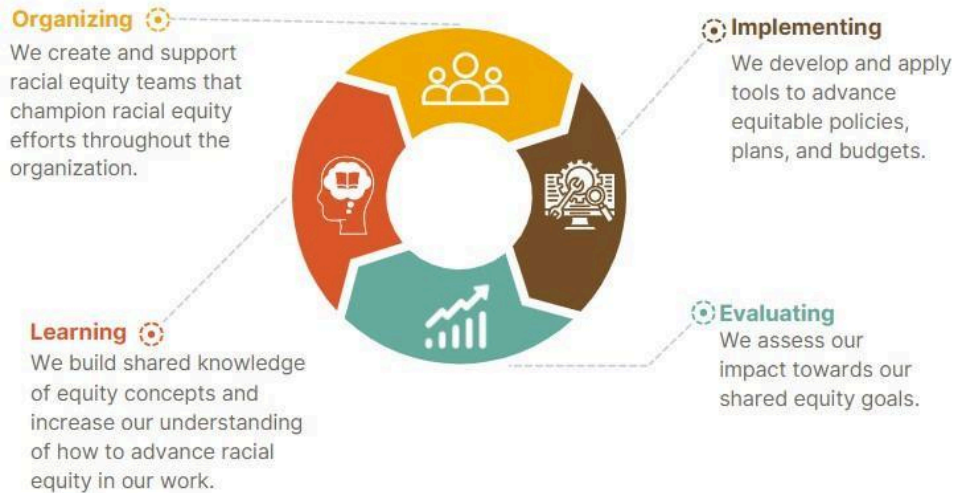 Organizing
We create and support
racial equity teams that
champion racial equity
efforts throughout the
organization.
Implementing
We develop and apply
tools to advance
equitable policies,
plans, and budgets.
Learning
We build shared knowledge
of equity concepts and
increase our understanding
of how to advance racial
equity in our work.
Evaluating
We assess our
impact towards our
shared equity goals.